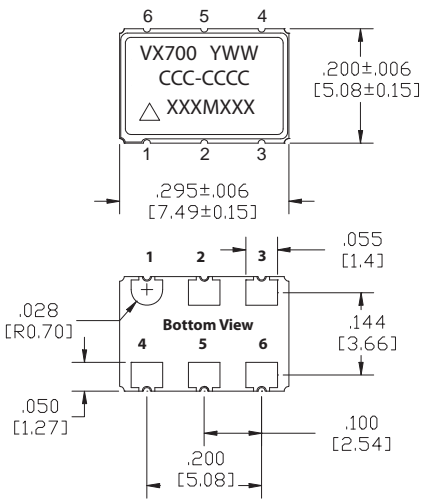 6 5 4
VX700 YWW
CCC-CCCC
△ XXXMXXX
1 2 3
.200±.006
[5.08±0.15]
.295±.006
[7.49±0.15]
1 2 3
.055
[1.4]
.028
[R0.70]
Bottom View
.144
[3.66]
4 5 6
.050
[1.27]
.100
[2.54]
.200
[5.08]